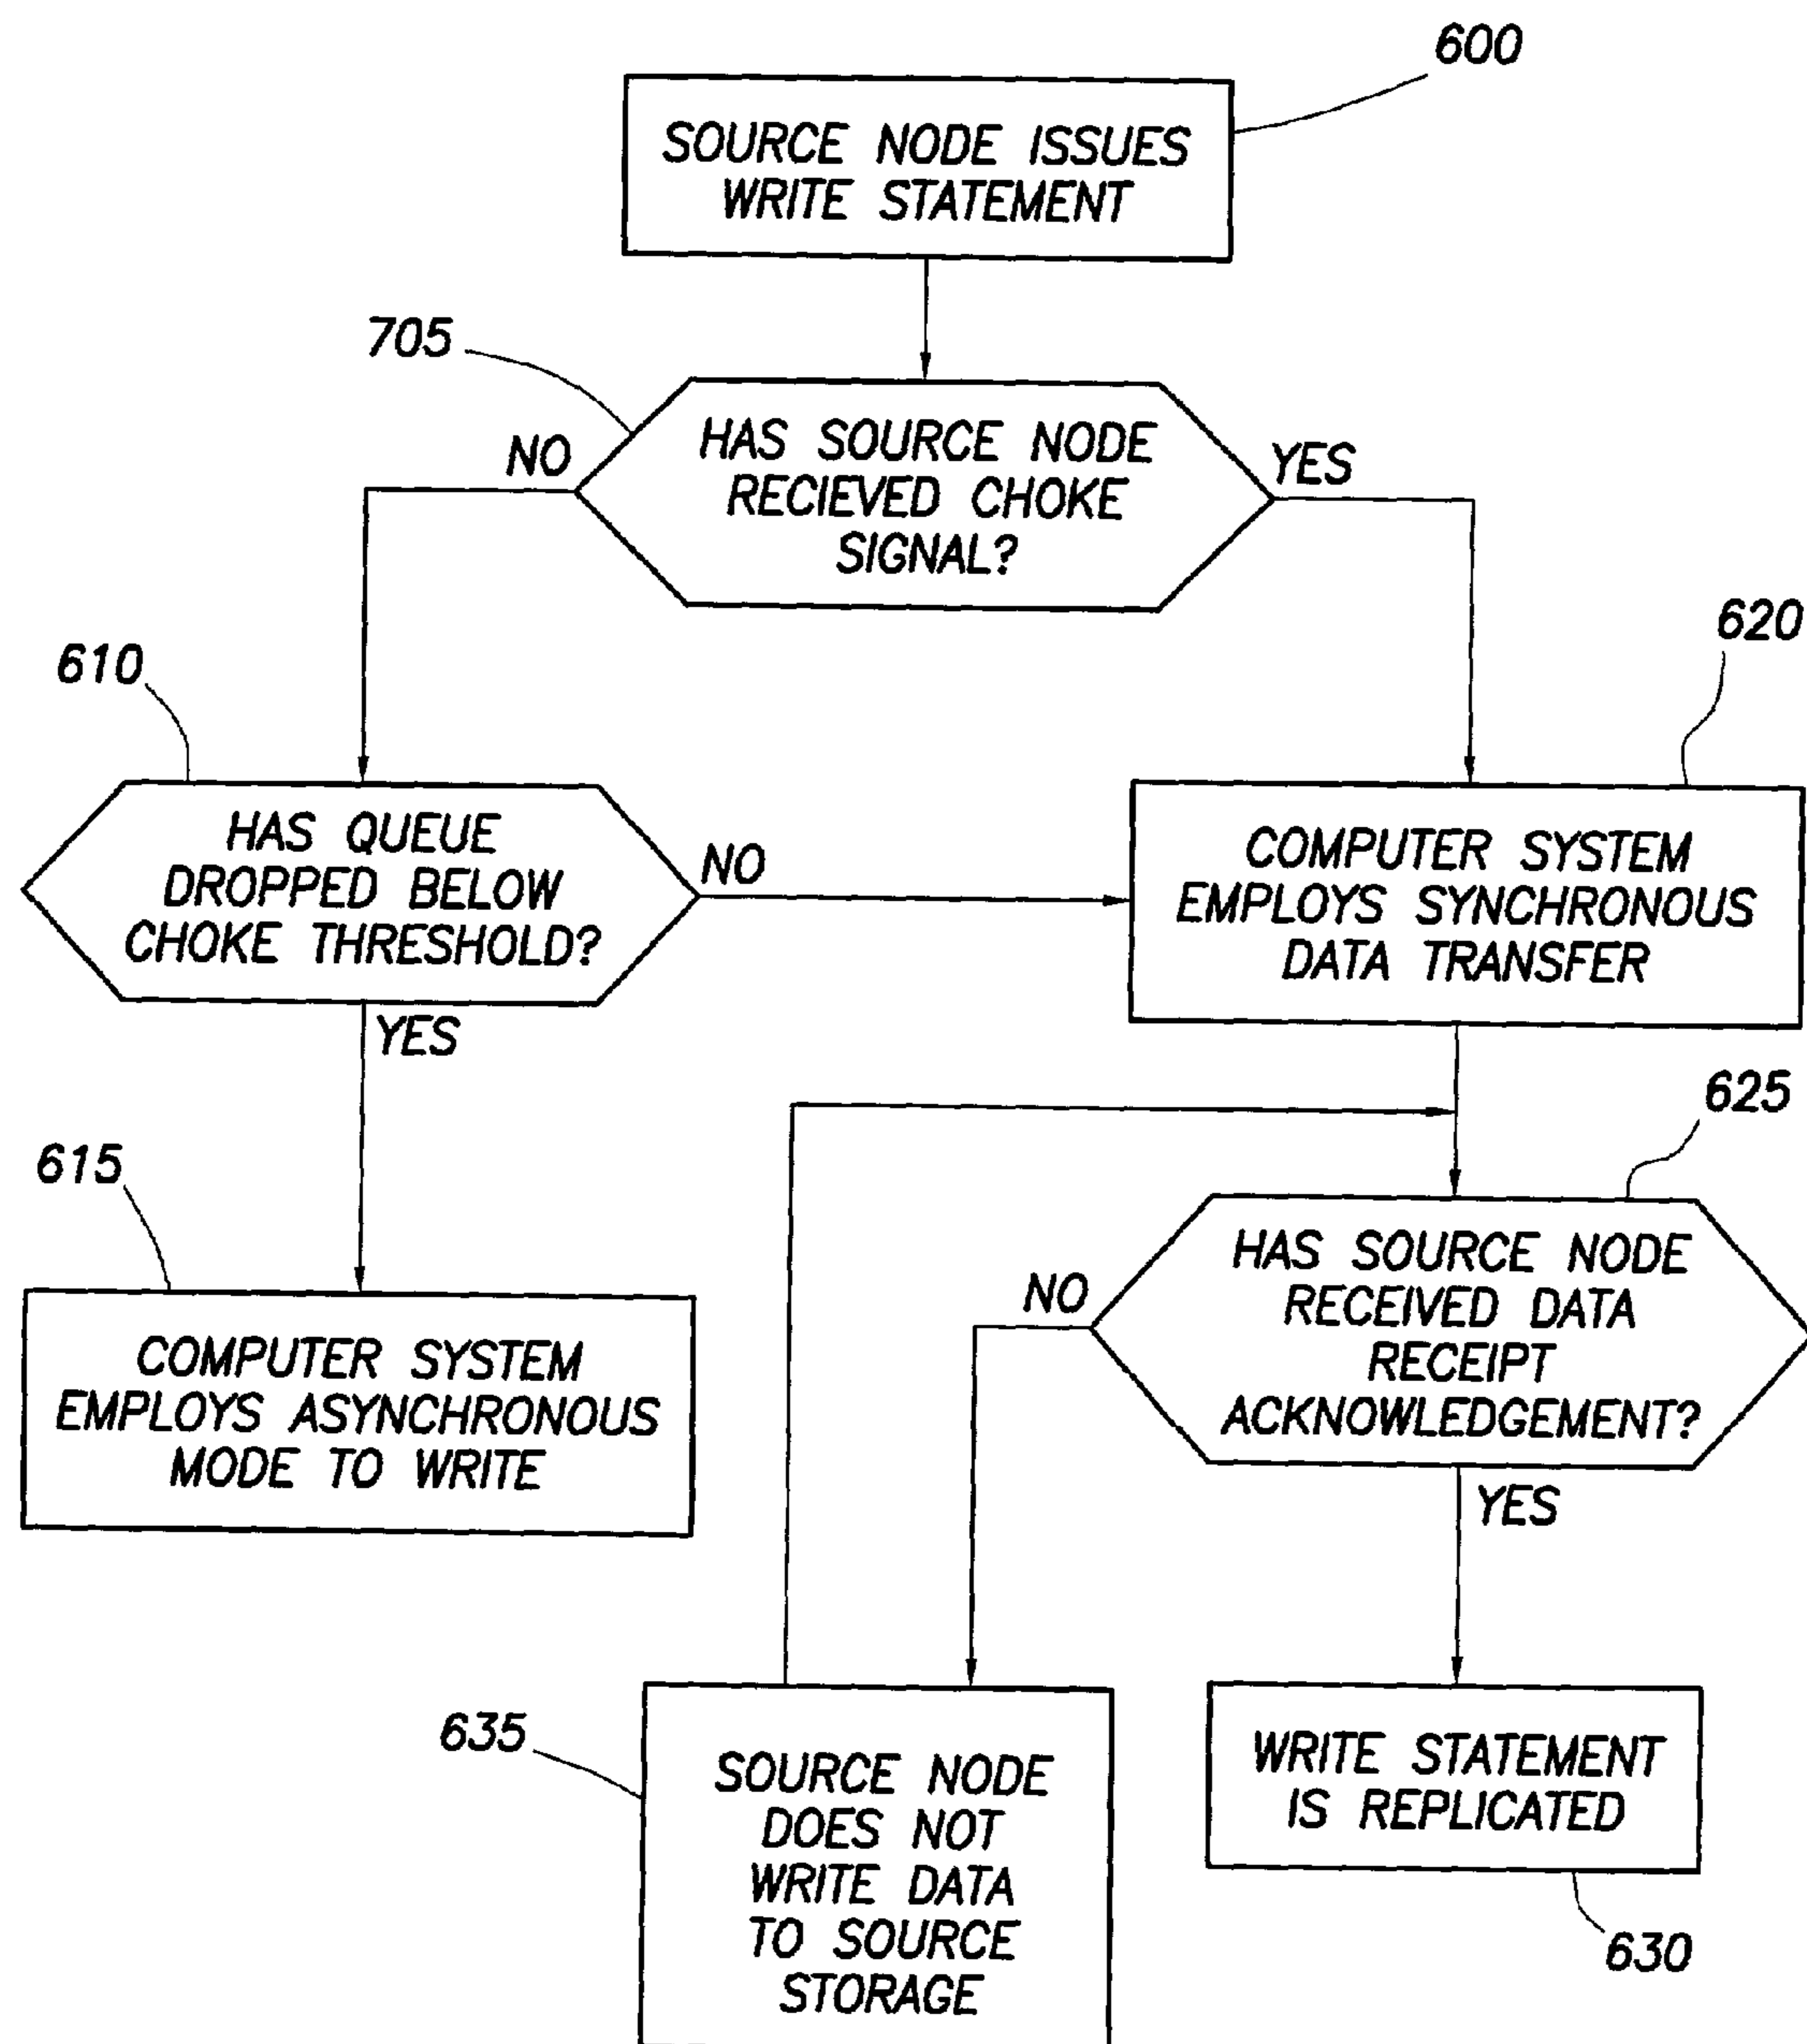 600
SOURCE NODE ISSUES
WRITE STATEMENT
705
NO
HAS SOURCE NODE
RECIEVED CHOKE
SIGNAL?
YES
610
620
HAS QUEUE
DROPPED BELOW
CHOKE THRESHOLD?
NO
YES
COMPUTER SYSTEM
EMPLOYS SYNCHRONOUS
DATA TRANSFER
615
625
COMPUTER SYSTEM
EMPLOYS ASYNCHRONOUS
MODE TO WRITE
NO
HAS SOURCE NODE
RECEIVED DATA
RECEIPT
ACKNOWLEDGEMENT?
YES
635
SOURCE NODE
DOES NOT
WRITE DATA
TO SOURCE
STORAGE
WRITE STATEMENT
IS REPLICATED
630